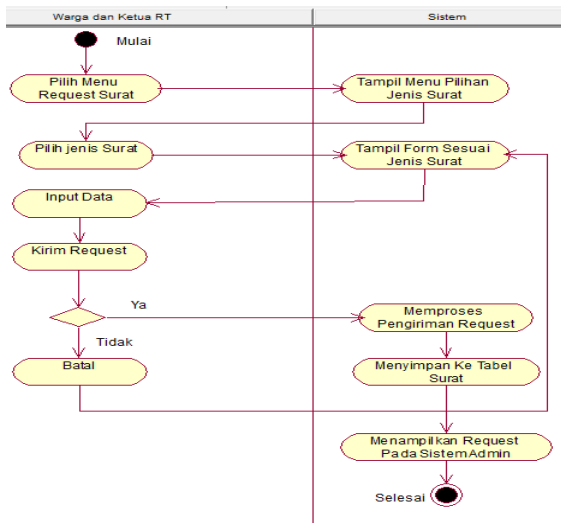 Warga dan Ketua RT
Sistem
Mulai
Pilih Menu
Request Surat
Tampil Menu Pilihan
Jenis Surat
Pilih jenis Surat
Tampil Form Sesuai
Jenis Surat
Input Data
Kirim Request
Ya
Memproses
Pengiriman Request
Tidak
Batal
Menyimpan Ke Tabel
Surat
Menampilkan Request
Pada Sistem Admin
Selesai